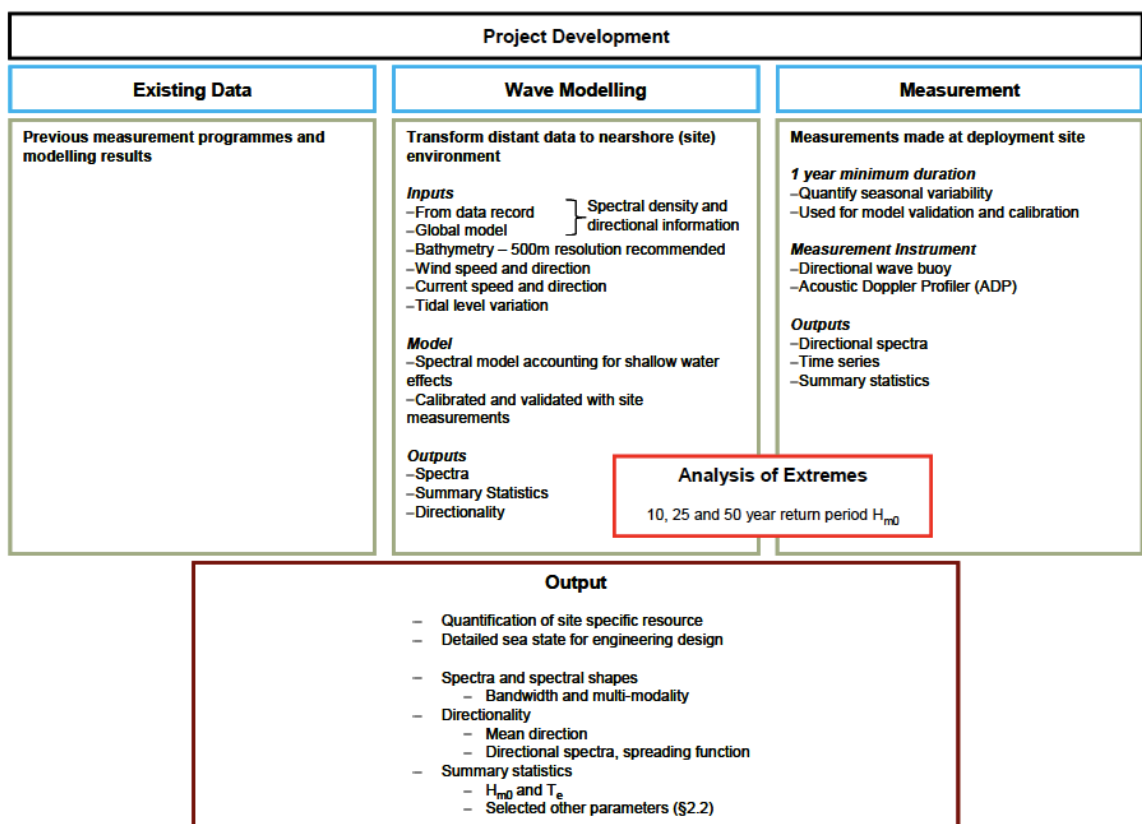 Project Development
Existing Data
Previous measurement programmes and
modelling results
Wave Modelling
Transform distant data to nearshore (site)
environment
Inputs
–From data record
–Global model
Spectral density and
directional information
–Bathymetry – 500m resolution recommended
–Wind speed and direction
–Current speed and direction
–Tidal level variation
Model
–Spectral model accounting for shallow water
effects
–Calibrated and validated with site
measurements
Outputs
–Spectra
–Summary Statistics
–Directionality
Measurement
Measurements made at deployment site
1 year minimum duration
–Quantify seasonal variability
–Used for model validation and calibration
Measurement Instrument
–Directional wave buoy
–Acoustic Doppler Profiler (ADP)
Outputs
–Directional spectra
–Time series
–Summary statistics
Analysis of Extremes
10, 25 and 50 year return period Hm0
Output
– Quantification of site specific resource
– Detailed sea state for engineering design
– Spectra and spectral shapes
– Bandwidth and multi-modality
– Directionality
– Mean direction
– Directional spectra, spreading function
– Summary statistics
– Hm0 and Te
– Selected other parameters (§2.2)